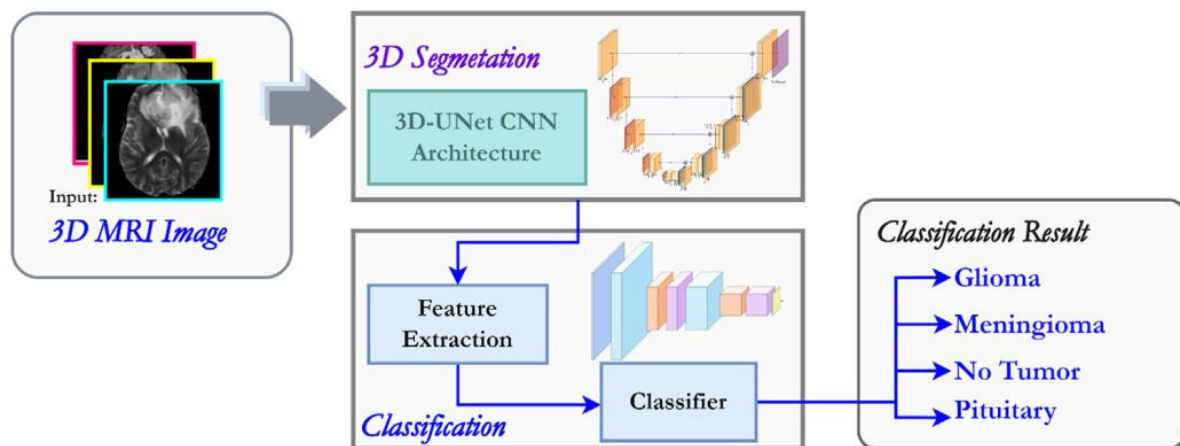 Input:
3D MRI Image
3D Segmetation
3D-UNet CNN
Architecture
Feature
Extraction
Classifier
Classification
Classification Result
Glioma
Meningioma
No Tumor
Pituitary